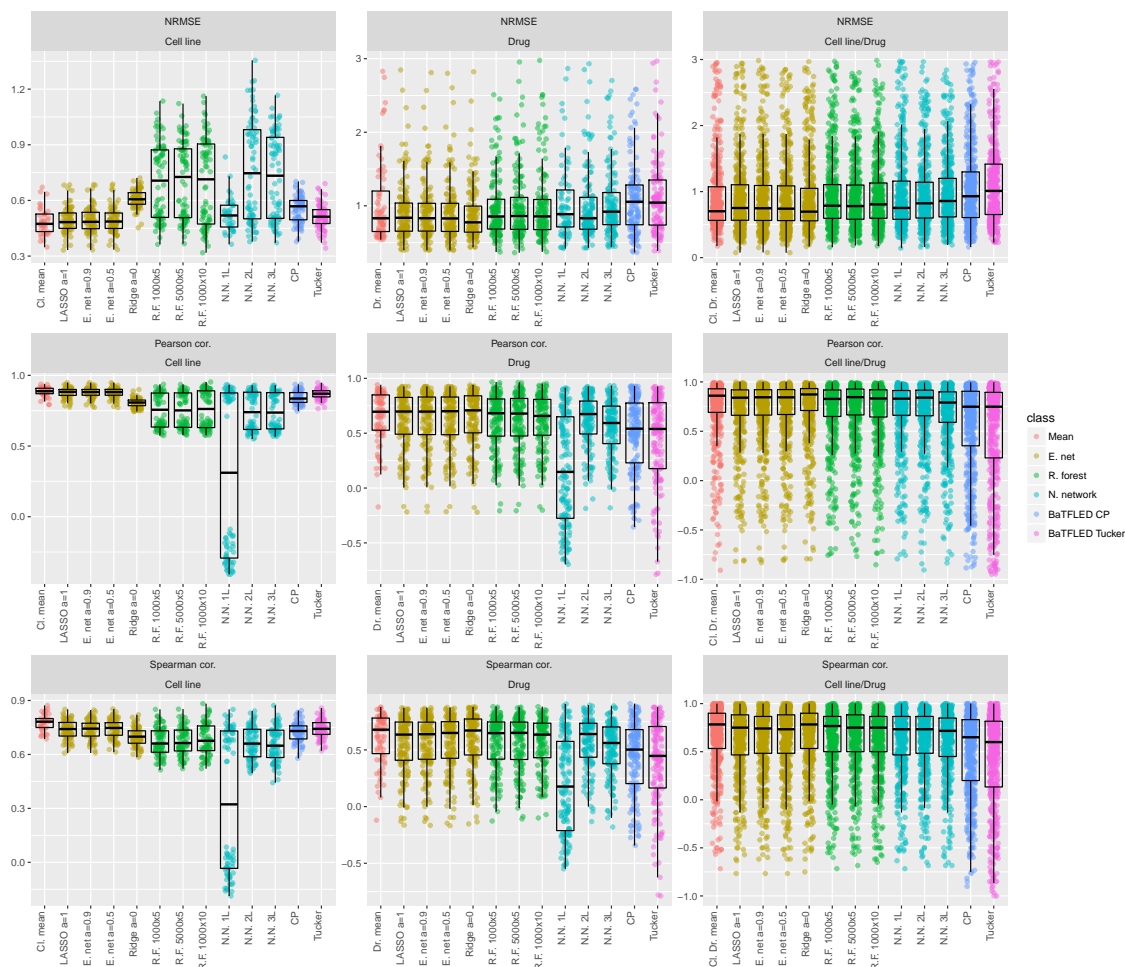 NRMSE
Cell line
1.2
0.9
0.6
0.3
Cl. mean
LASSO a=1
E. net a=0.9
E. net a=0.5
Ridge a=0
R.F. 1000x5
R.F. 5000x5
R.F. 1000x10
N.N. 1L
N.N. 2L
N.N. 3L
CP
Tucker
NRMSE
Drug
3
2
1
Dr. mean
LASSO a=1
E. net a=0.9
E. net a=0.5
Ridge a=0
R.F. 1000x5
R.F. 5000x5
R.F. 1000x10
N.N. 1L
N.N. 2L
N.N. 3L
CP
Tucker
NRMSE
Cell line/Drug
3
2
1
0
Cl. Dr. mean
LASSO a=1
E. net a=0.9
E. net a=0.5
Ridge a=0
R.F. 1000x5
R.F. 5000x5
R.F. 1000x10
N.N. 1L
N.N. 2L
N.N. 3L
CP
Tucker
Pearson cor.
Cell line
1.0
0.5
0.0
Cl. mean
LASSO a=1
E. net a=0.9
E. net a=0.5
Ridge a=0
R.F. 1000x5
R.F. 5000x5
R.F. 1000x10
N.N. 1L
N.N. 2L
N.N. 3L
CP
Tucker
Pearson cor.
Drug
1.0
0.5
0.0
−0.5
Dr. mean
LASSO a=1
E. net a=0.9
E. net a=0.5
Ridge a=0
R.F. 1000x5
R.F. 5000x5
R.F. 1000x10
N.N. 1L
N.N. 2L
N.N. 3L
CP
Tucker
Pearson cor.
Cell line/Drug
1.0
0.5
0.0
−0.5
−1.0
Cl. Dr. mean
LASSO a=1
E. net a=0.9
E. net a=0.5
Ridge a=0
R.F. 1000x5
R.F. 5000x5
R.F. 1000x10
N.N. 1L
N.N. 2L
N.N. 3L
CP
Tucker
class
Mean
E. net
R. forest
N. network
BaTFLED CP
BaTFLED Tucker
Spearman cor.
Cell line
0.9
0.6
0.3
0.0
Cl. mean
LASSO a=1
E. net a=0.9
E. net a=0.5
Ridge a=0
R.F. 1000x5
R.F. 5000x5
R.F. 1000x10
N.N. 1L
N.N. 2L
N.N. 3L
CP
Tucker
Spearman cor.
Drug
0.5
0.0
−0.5
Dr. mean
LASSO a=1
E. net a=0.9
E. net a=0.5
Ridge a=0
R.F. 1000x5
R.F. 5000x5
R.F. 1000x10
N.N. 1L
N.N. 2L
N.N. 3L
CP
Tucker
Spearman cor.
Cell line/Drug
1.0
0.5
0.0
−0.5
−1.0
Cl. Dr. mean
LASSO a=1
E. net a=0.9
E. net a=0.5
Ridge a=0
R.F. 1000x5
R.F. 5000x5
R.F. 1000x10
N.N. 1L
N.N. 2L
N.N. 3L
CP
Tucker